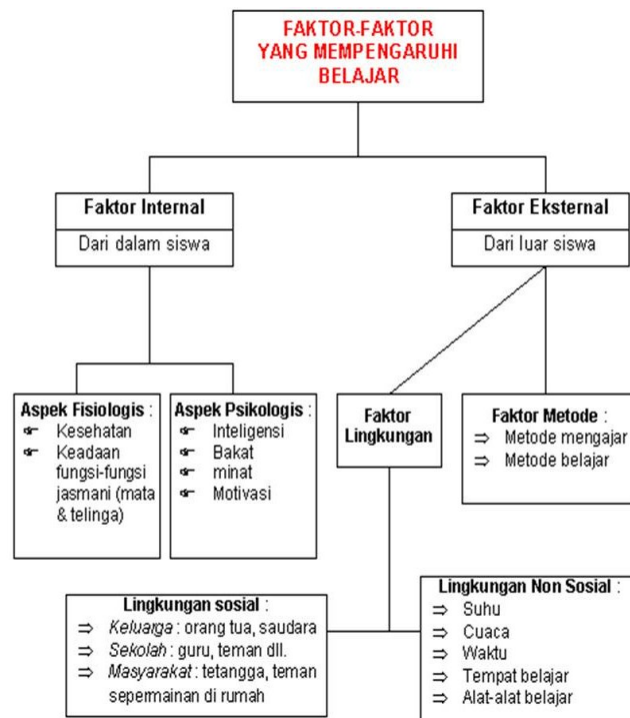 FAKTOR-FAKTOR
YANG MEMPENGARUHI
BELAJAR
Faktor Internal
Dari dalam siswa
Faktor Eksternal
Dari luar siswa
Aspek Fisiologis :
Kesehatan
Keadaan
fungsi-fungsi
jasmani (mata
& telinga)
Aspek Psikologis :
Inteligensi
Bakat
minat
Motivasi
Faktor
Lingkungan
Faktor Metode :
⇒ Metode mengajar
⇒ Metode belajar
Lingkungan sosial :
⇒ Keluarga : orang tua, saudara
⇒ Sekolah : guru, teman dll.
⇒ Masyarakat : tetangga, teman
sepermainan di rumah
Lingkungan Non Sosial :
⇒ Suhu
⇒ Cuaca
⇒ Waktu
⇒ Tempat belajar
⇒ Alat-alat belajar